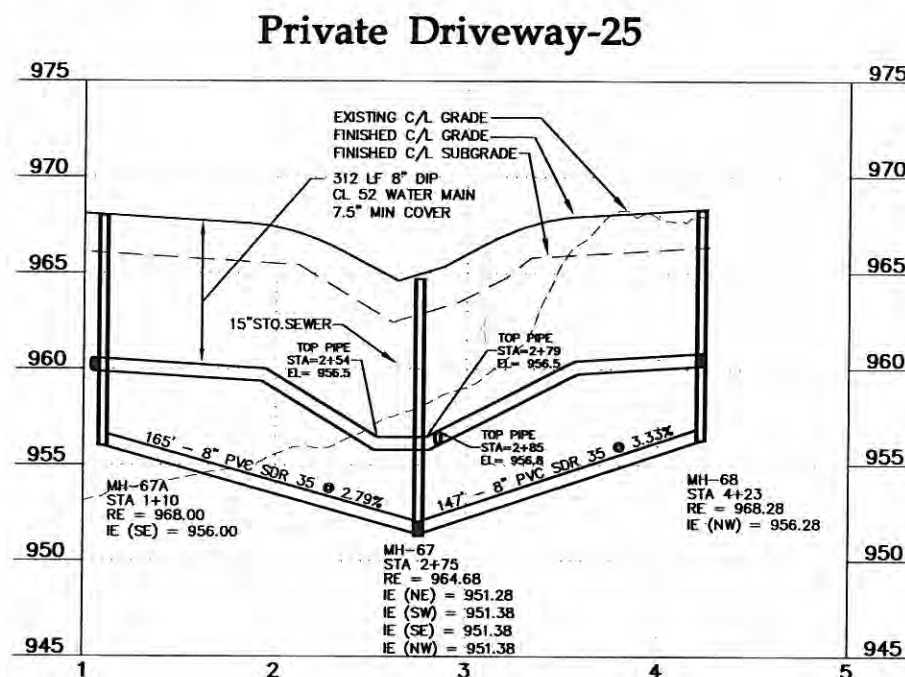 Private Driveway-25
975
975
EXISTING C/L GRADE
FINISHED C/L GRADE
FINISHED C/L SUBGRADE
970
970
312 LF 8" DIP
CL 52 WATER MAIN
7.5" MIN COVER
965
965
15"STO.SEWER
TOP PIPE
STA=2+54
EL= 956.5
TOP PIPE
STA=2+79
EL= 956.5
960
960
TOP PIPE
STA=2+85
EL= 956.8
955
955
165' - 8" PVC SDR 35 @ 2.79%
147' - 8" PVC SDR 35 @ 3.33%
MH-67A
STA 1+10
RE = 968.00
IE (SE) = 956.00
MH-68
STA 4+23
RE = 968.28
IE (NW) = 956.28
950
950
MH-67
STA 2+75
RE = 964.68
IE (NE) = 951.28
IE (SW) = 951.38
IE (SE) = 951.38
IE (NW) = 951.38
945
945
1 2 3 4 5